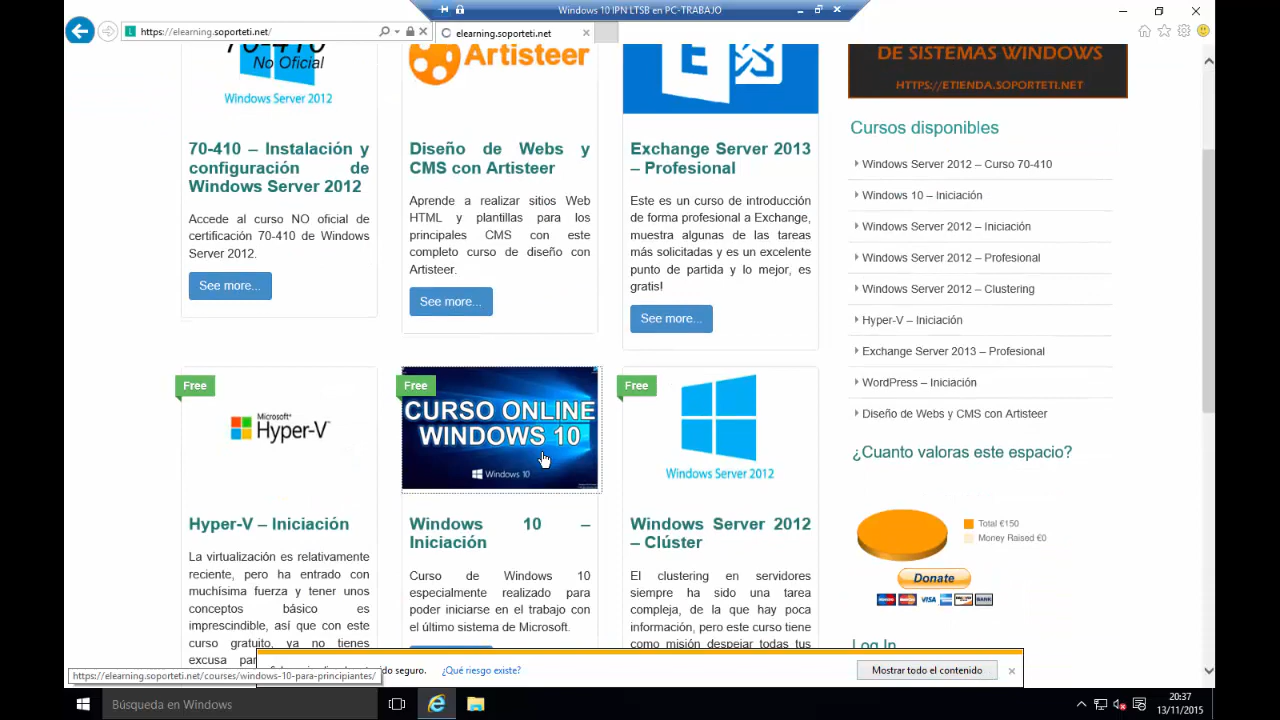 Windows 10 IPN LTSB en PC-TRABAJO
https://elearning.soporteti.net/
elearning.soporteti.net
70-410
No Oficial
Windows Server 2012
Artisteer
DE SISTEMAS WINDOWS
HTTPS://ETIENDA.SOPORTETI.NET
70-410 – Instalación y
configuración de
Windows Server 2012
Accede al curso NO oficial de
certificación 70-410 de Windows
Server 2012.
See more...
Diseño de Webs y
CMS con Artisteer
Aprende a realizar sitios Web
HTML y plantillas para los
principales CMS con este
completo curso de diseño con
Artisteer.
See more...
Exchange Server 2013
– Profesional
Este es un curso de introducción
de forma profesional a Exchange,
muestra algunas de las tareas
más solicitadas y es un excelente
punto de partida y lo mejor, es
gratis!
See more...
Cursos disponibles
Windows Server 2012 – Curso 70-410
Windows 10 – Iniciación
Windows Server 2012 – Iniciación
Windows Server 2012 – Profesional
Windows Server 2012 – Clustering
Hyper-V – Iniciación
Exchange Server 2013 – Profesional
WordPress – Iniciación
Diseño de Webs y CMS con Artisteer
¿Cuanto valoras este espacio?
Total €150
Money Raised €0
Donate
VISA
BANK
Log In
Free
Microsoft
Hyper-V
Hyper-V – Iniciación
La virtualización es relativamente
reciente, pero ha entrado con
muchísima fuerza y tener unos
conceptos básico es
imprescindible, así que con este
curso gratuito, ya no tienes
excusa
Free
CURSO ONLINE
WINDOWS 10
Windows 10
Windows 10 –
Iniciación
Curso de Windows 10
especialmente realizado para
poder iniciarse en el trabajo con
el último sistema de Microsoft.
Free
Windows Server 2012
Windows Server 2012
– Clúster
El clustering en servidores
siempre ha sido una tarea
compleja, de la que hay poca
información, pero este curso tiene
como misión despejar todas tus
seguro. ¿Qué riesgo existe?
Mostrar todo el contenido
https://elearning.soporteti.net/courses/windows-10-para-principiantes/
Búsqueda en Windows
20:37
13/11/2015